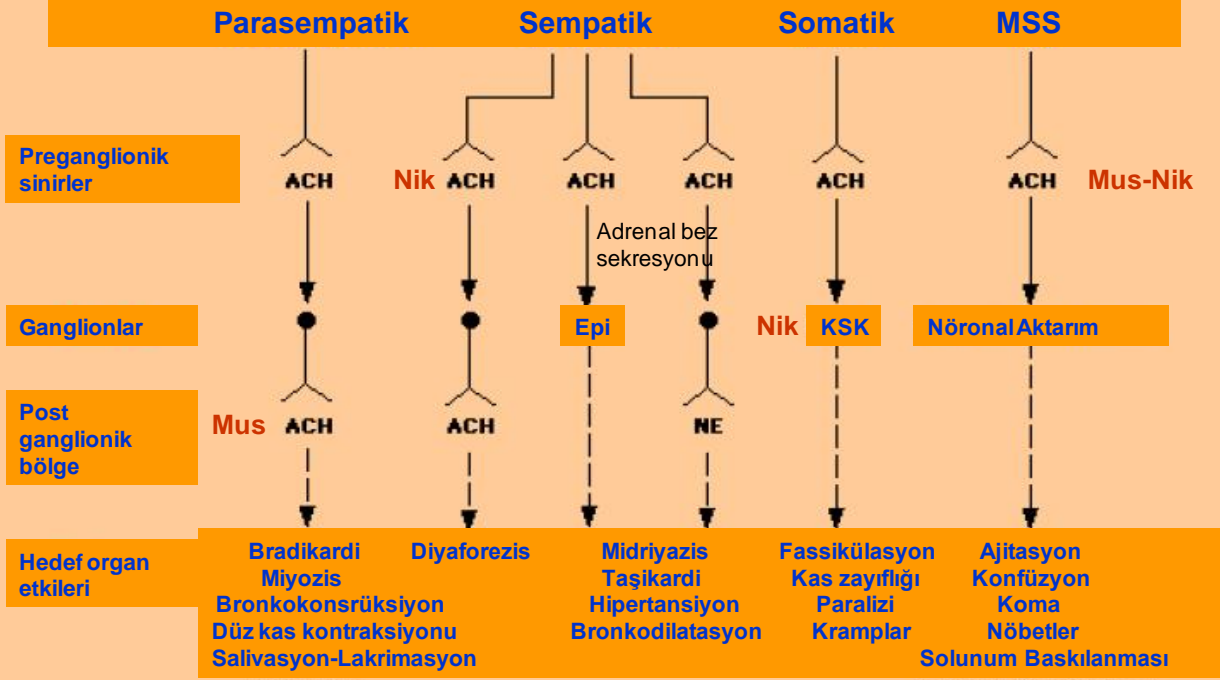 Parasempatik Sempatik Somatik MSS
Preganglionik
sinirler
ACH Nik ACH ACH ACH ACH ACH Mus-Nik
Adrenal bez
sekresyonu
Ganglionlar
Epi Nik KSK Nöronal Aktarım
Post
ganglionik
bölge
Mus ACH ACH NE
Hedef organ
etkileri
Bradikardi
Miyozis
Bronkokonsrüksiyon
Düz kas kontraksiyonu
Salivasyon-Lakrimasyon
Diyaforezis
Midriyazis
Taşikardi
Hipertansiyon
Bronkodilatasyon
Fassikülasyon
Kas zayıflığı
Paralizi
Kramplar
Ajitasyon
Konfüzyon
Koma
Nöbetler
Solunum Baskılanması